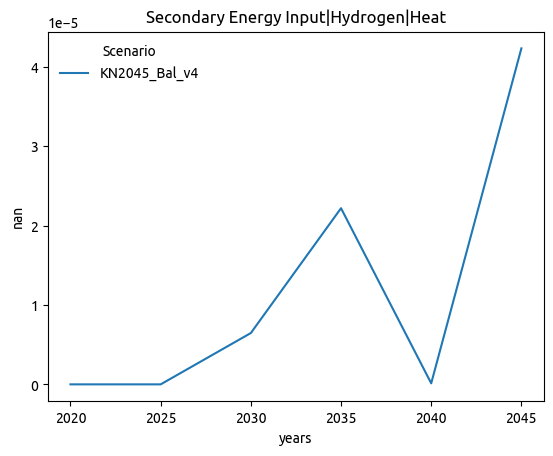 Secondary Energy Input|Hydrogen|Heat
1e−5
Scenario
KN2045_Bal_v4
4
3
2
1
0
nan
2020 2025 2030 2035 2040 2045
years